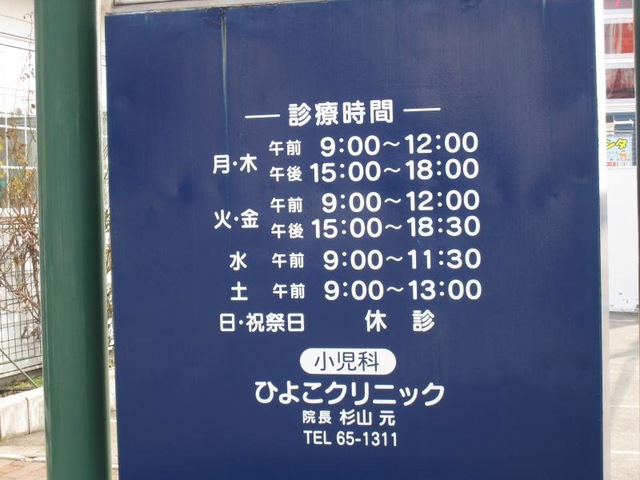 診療時間
月・木 午前 9:00～12:00
午後 15:00～18:00
火・金 午前 9:00～12:00
午後 15:00～18:30
水 午前 9:00～11:30
土 午前 9:00～13:00
日・祝祭日 休診
小児科
ひよこクリニック
院長 杉山 元
TEL 65-1311